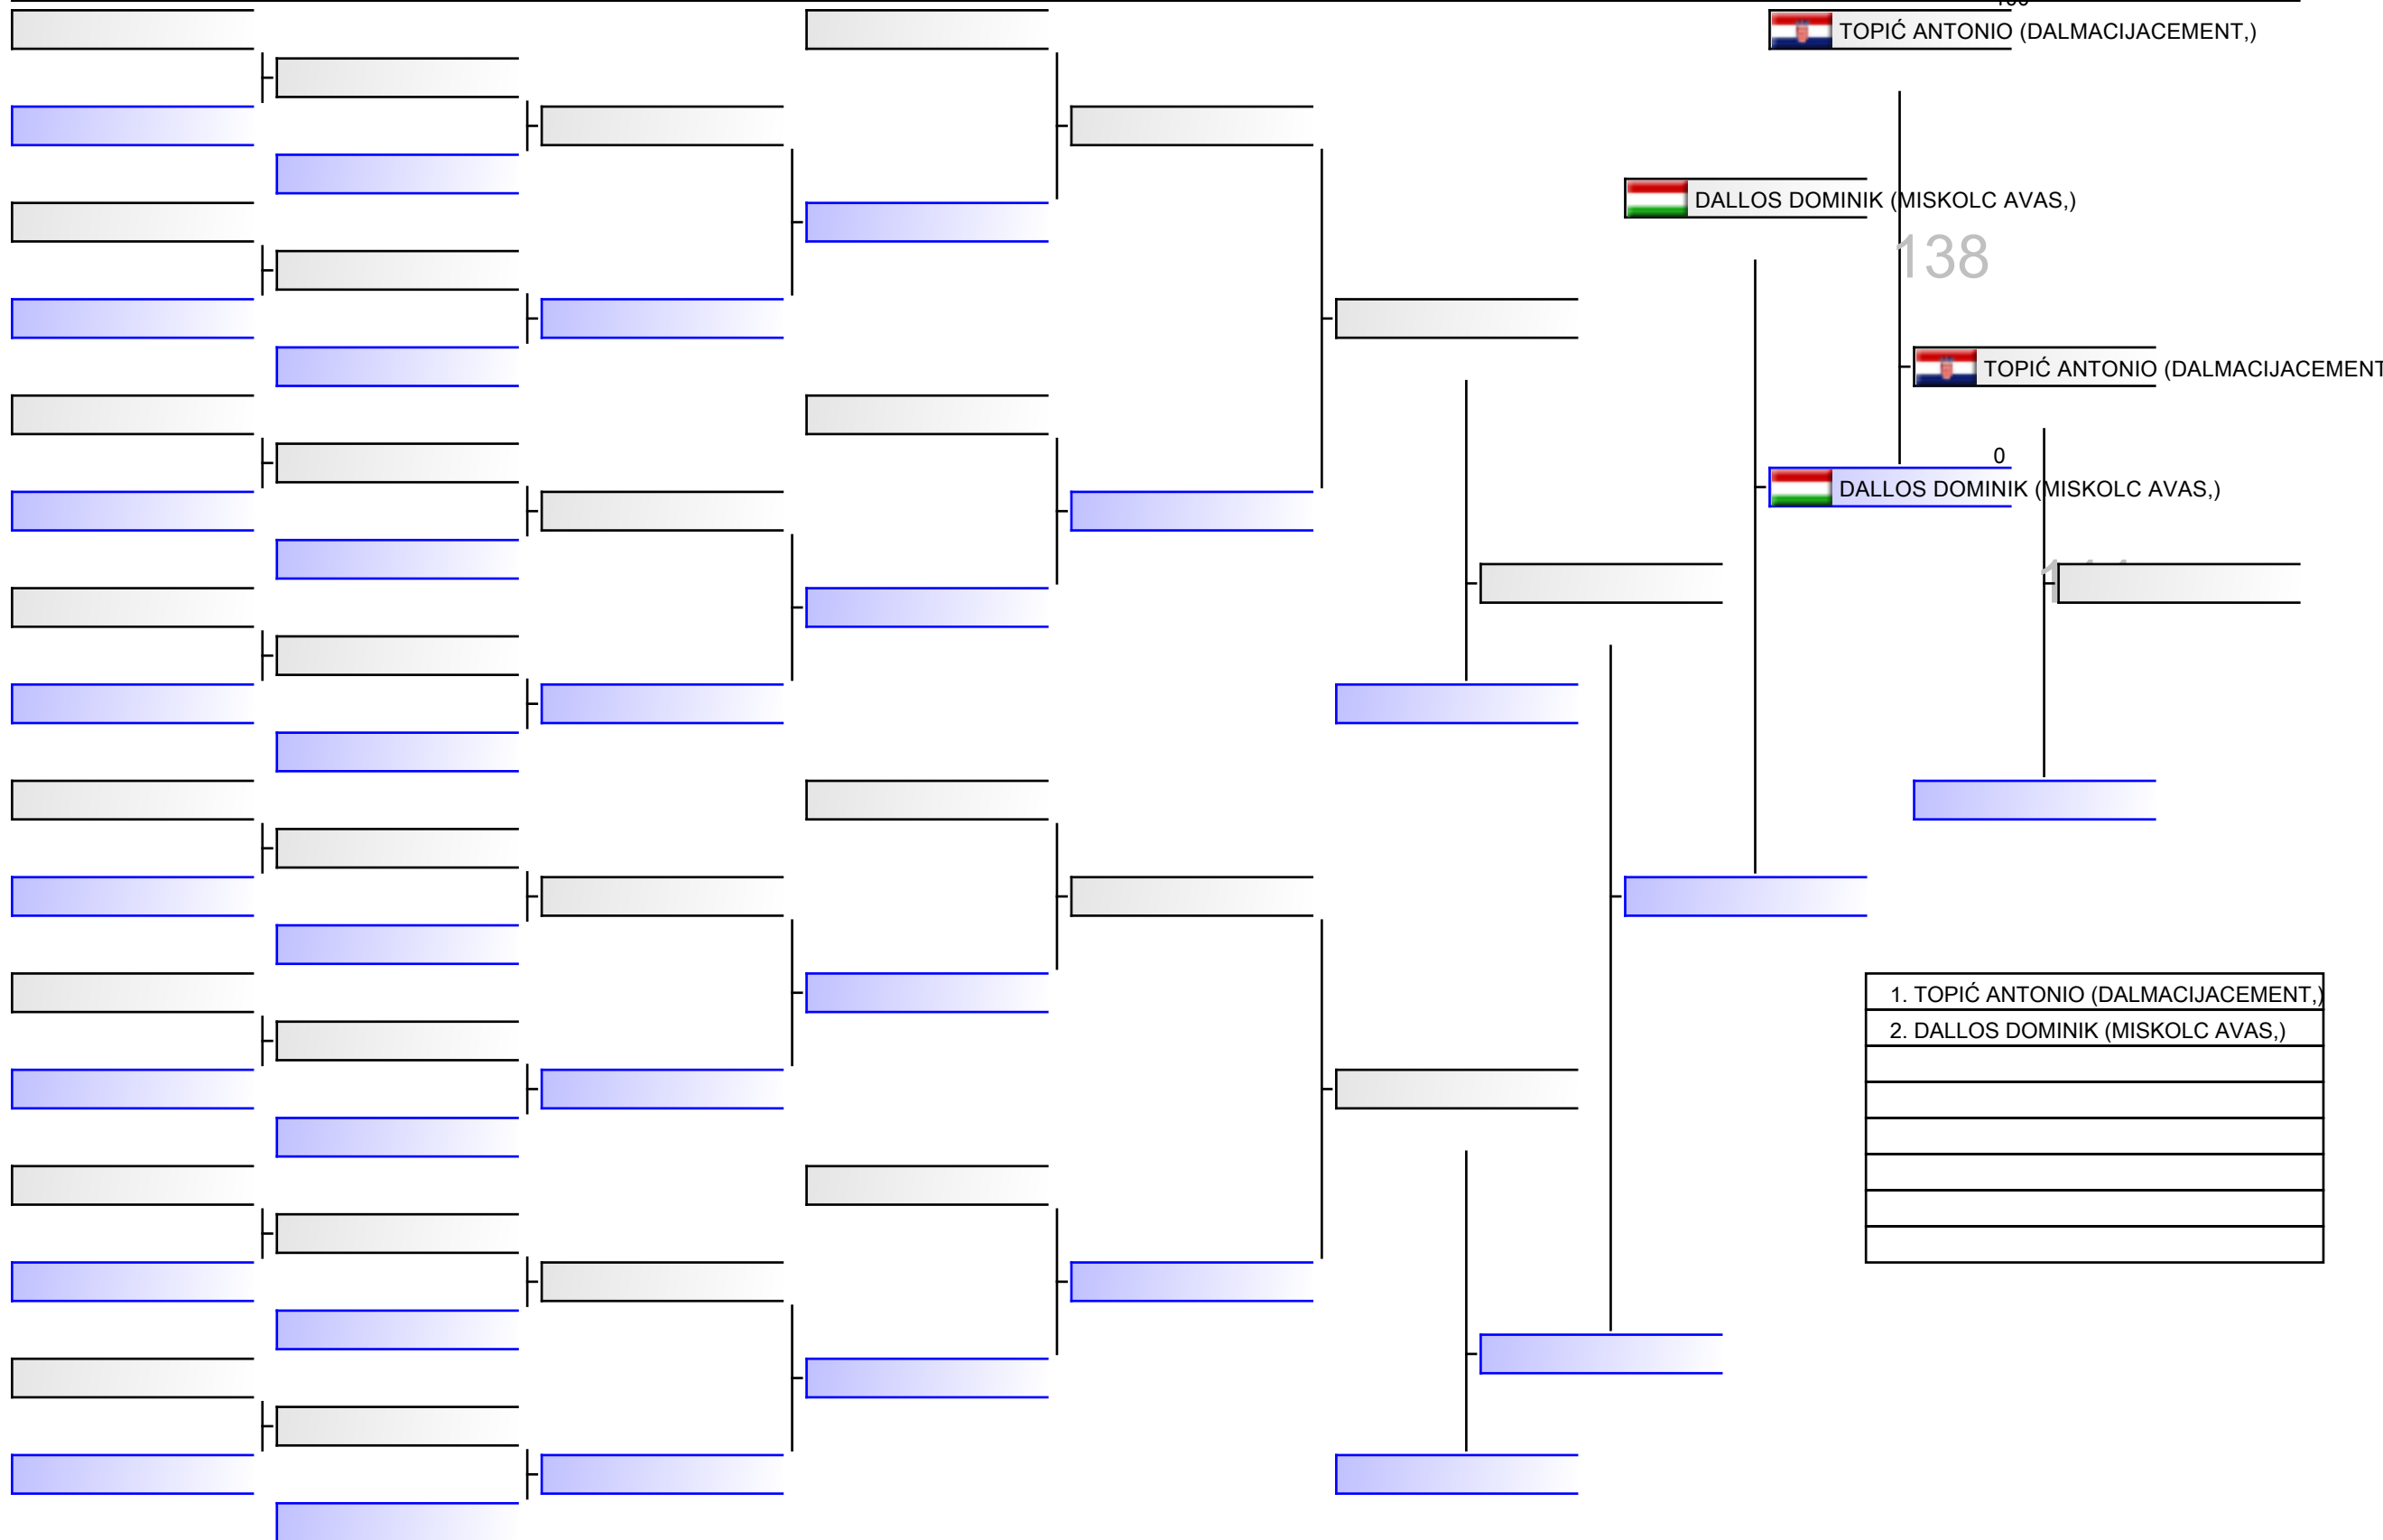 TOPIĆ ANTONIO (DALMACIJACEMENT,)
DALLOS DOMINIK (MISKOLC AVAS,)
138
TOPIĆ ANTONIO (DALMACIJACEMENT
0
DALLOS DOMINIK (MISKOLC AVAS,)
1. TOPIĆ ANTONIO (DALMACIJACEMENT,)
2. DALLOS DOMINIK (MISKOLC AVAS,)